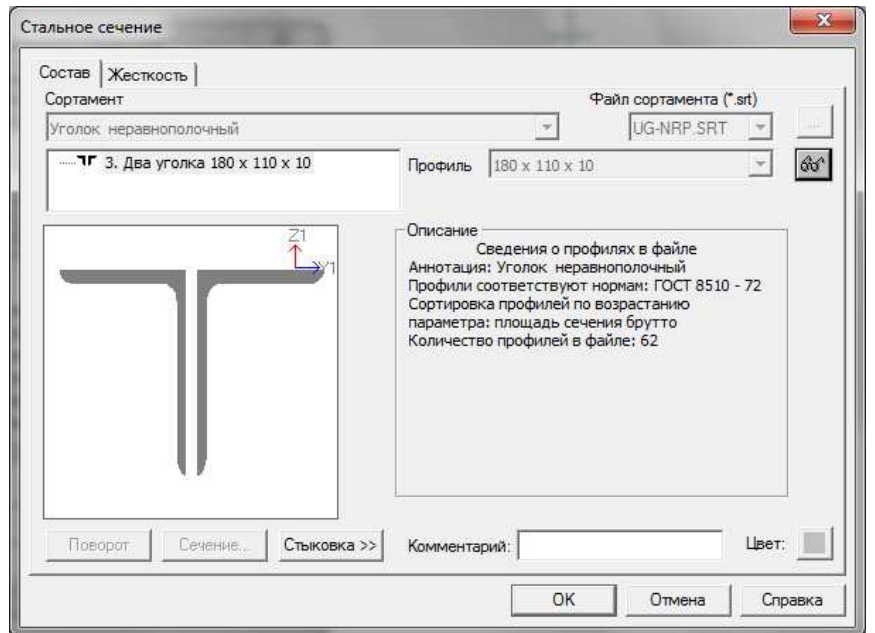 Стальное сечение
Состав
Жесткость
Сортамент
Файл сортамента (*.srt)
Уголок неравнополочный
UG-NRP.SRT
...
3. Два уголка 180 x 110 x 10
Профиль
180 x 110 x 10
Z1
Y1
Описание
Сведения о профилях в файле
Аннотация: Уголок неравнополочный
Профили соответствуют нормам: ГОСТ 8510 - 72
Сортировка профилей по возрастанию
параметра: площадь сечения брутто
Количество профилей в файле: 62
Поворот
Сечение...
Стыковка >>
Комментарий:
Цвет:
OK
Отмена
Справка